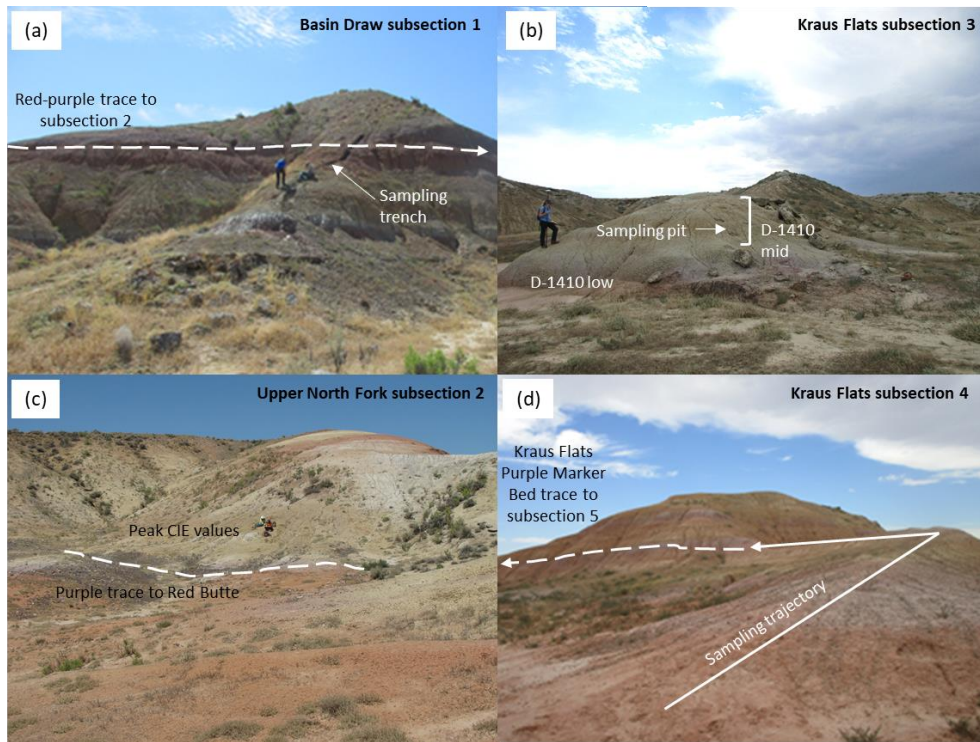 (a)
Basin Draw subsection 1
Red-purple trace to
subsection 2
Sampling
trench
(b)
Kraus Flats subsection 3
Sampling pit
D-1410
mid
D-1410 low
(c)
Upper North Fork subsection 2
Peak CIE values
Purple trace to Red Butte
(d)
Kraus Flats subsection 4
Kraus Flats
Purple Marker
Bed trace to
subsection 5
Sampling trajectory